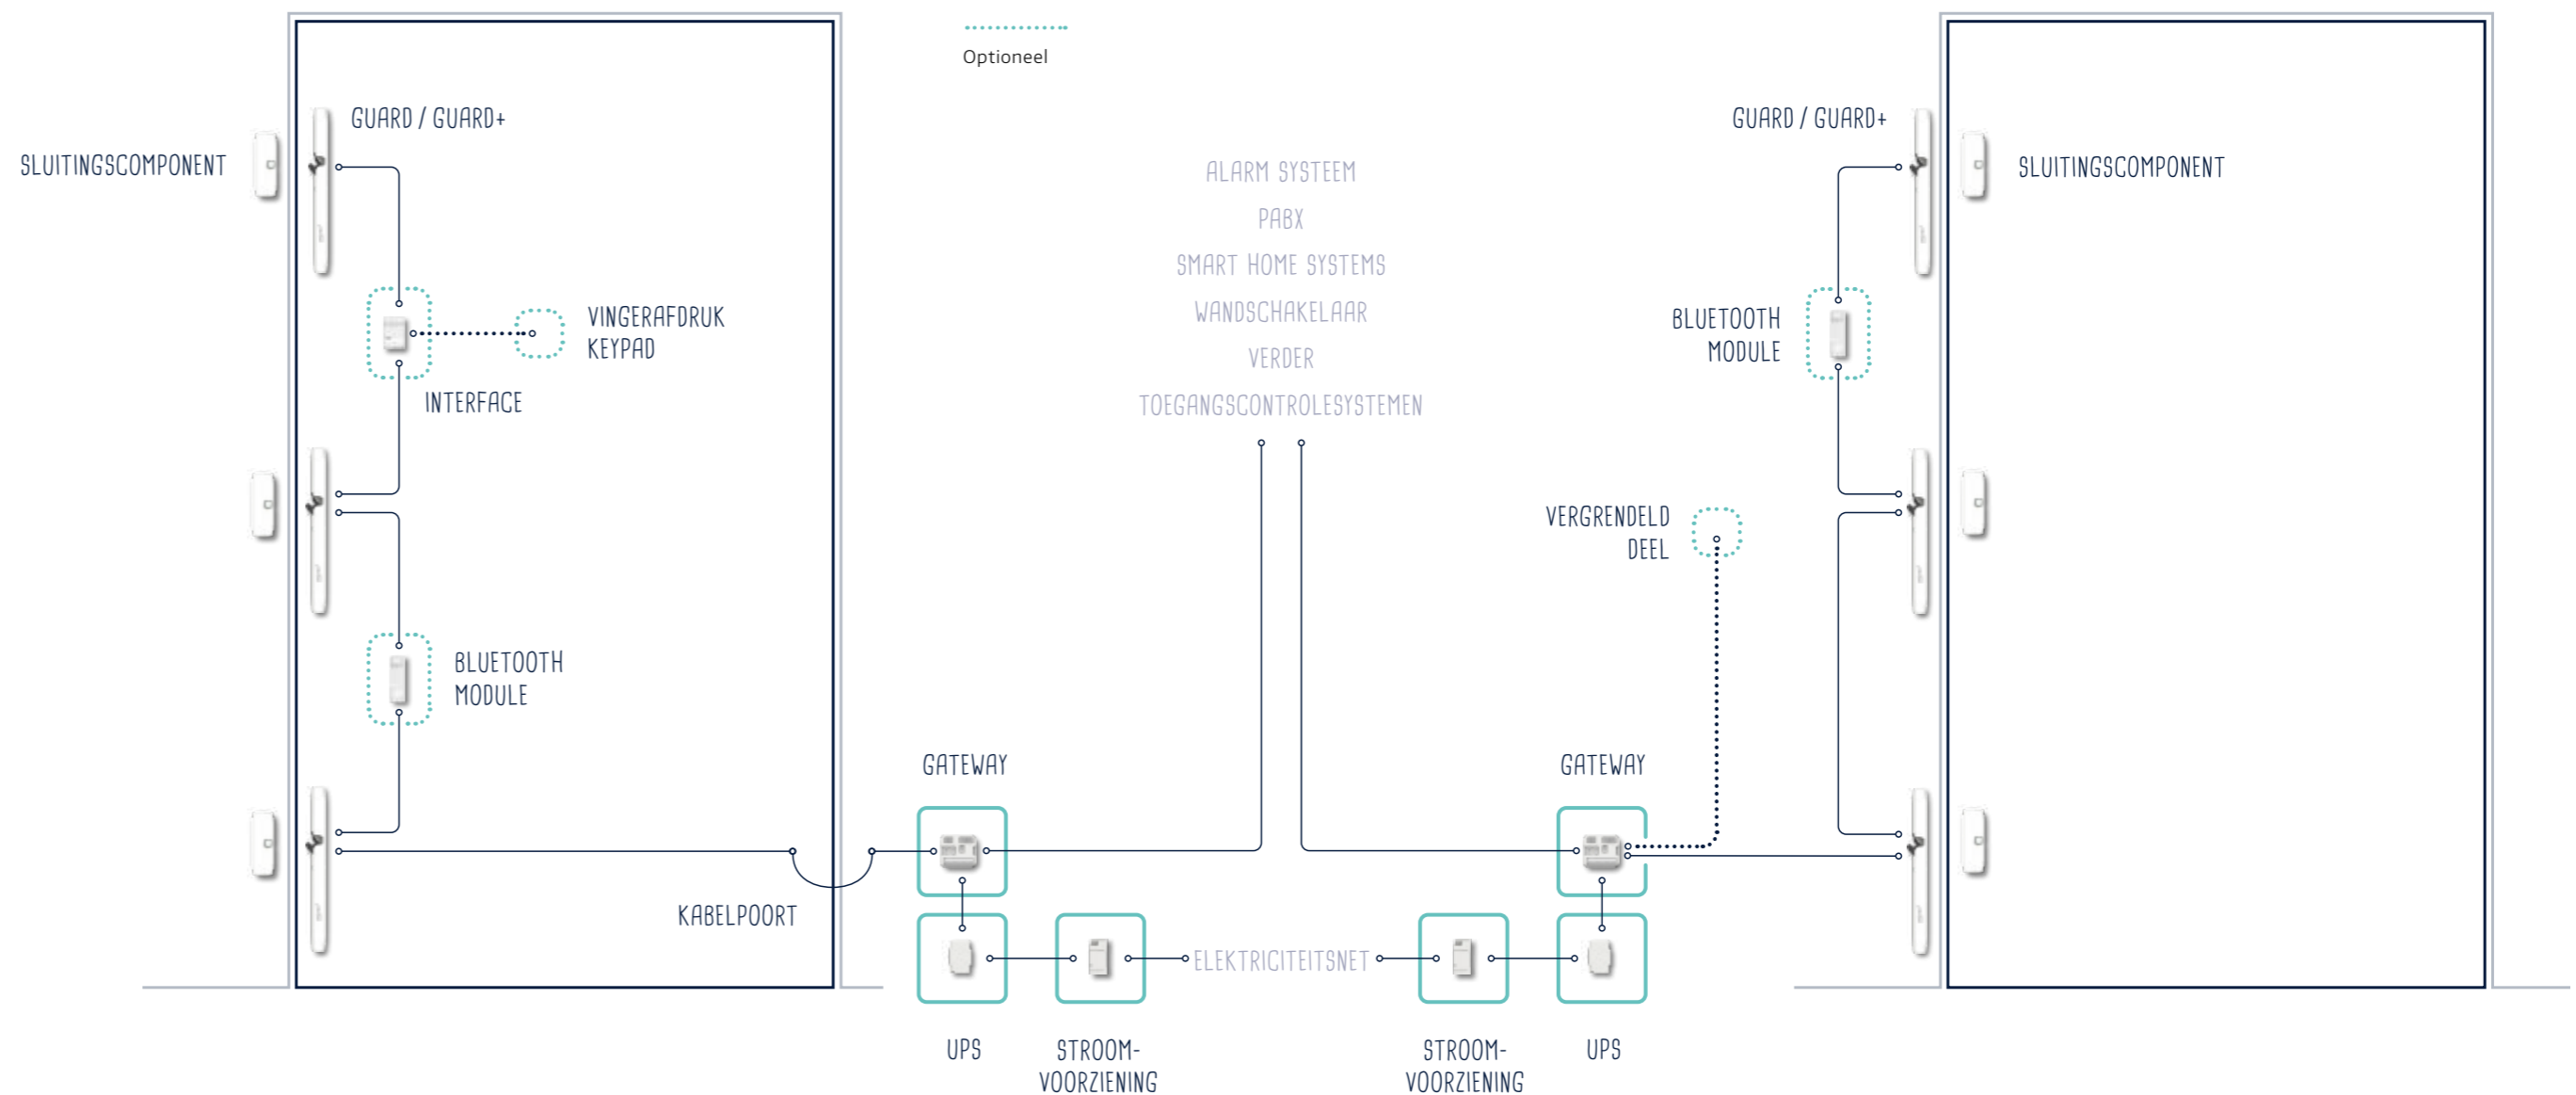 Optioneel
GUARD / GUARD+
SLUITINGSCOMPONENT
VINGERAFDRUK
KEYPAD
INTERFACE
BLUETOOTH
MODULE
KABELPOORT
ALARM SYSTEEM
PABX
SMART HOME SYSTEMS
WANDSCHAKELAAR
VERDER
TOEGANGSCONTROLESYSTEMEN
GATEWAY
UPS
STROOM-
VOORZIENING
ELEKTRICITEITSNET
STROOM-
VOORZIENING
UPS
GATEWAY
VERGRENDELD
DEEL
BLUETOOTH
MODULE
GUARD / GUARD+
SLUITINGSCOMPONENT